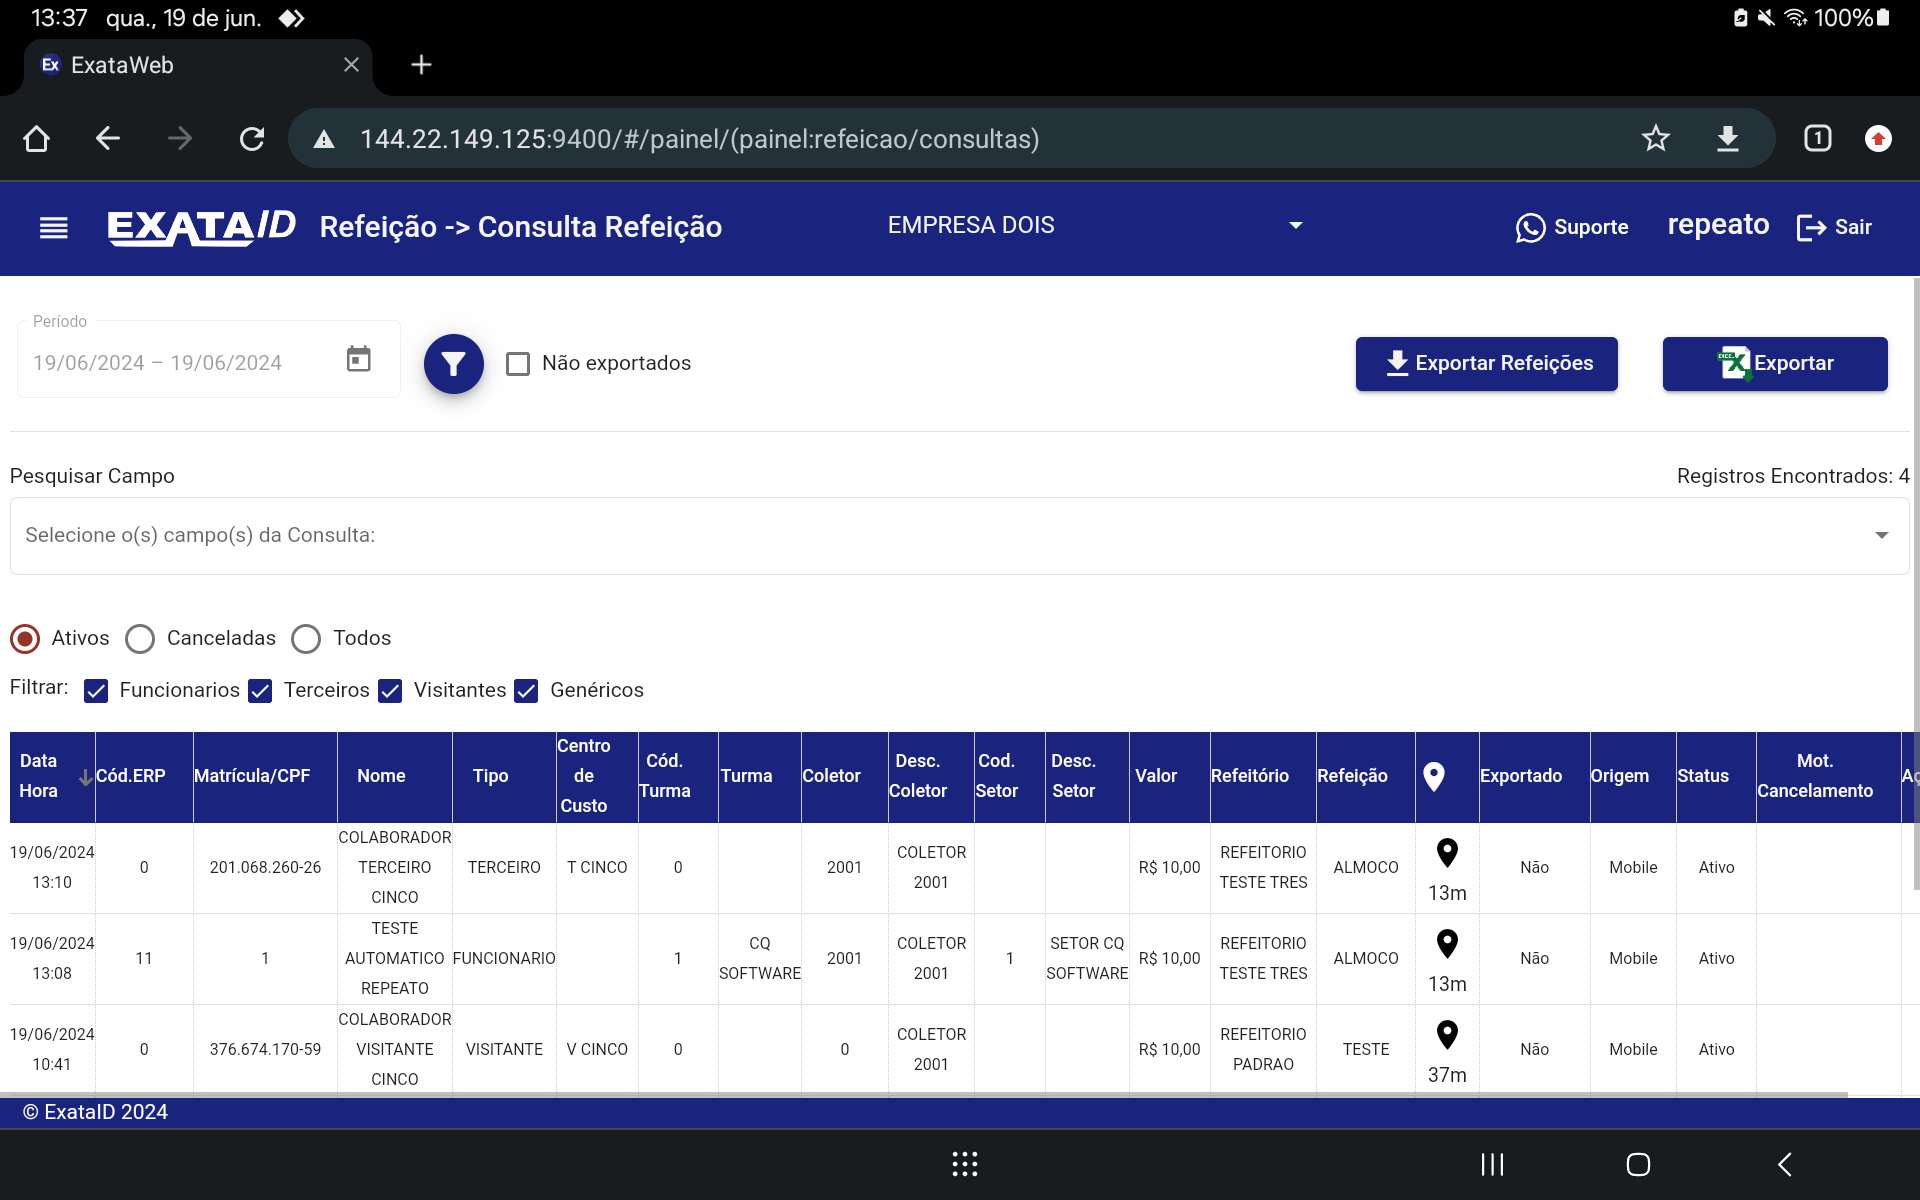 13:37 qua., 19 de jun. 100%
Ex ExataWeb
144.22.149.125:9400/#/painel/(painel:refeicao/consultas) 1
EXATA/ID Refeição -> Consulta Refeição EMPRESA DOIS Suporte repeato Sair
Período
19/06/2024 – 19/06/2024 Não exportados Exportar Refeições Exportar
Pesquisar Campo Registros Encontrados: 4
Selecione o(s) campo(s) da Consulta:
Ativos Canceladas Todos
Filtrar: Funcionarios Terceiros Visitantes Genéricos
Data Hora Cód.ERP Matrícula/CPF Nome Tipo Centro de Custo Cód. Turma Turma Coletor Desc. Coletor Cod. Setor Desc. Setor Valor Refeitório Refeição Exportado Origem Status Mot. Cancelamento
19/06/2024 13:10 0 201.068.260-26 COLABORADOR TERCEIRO CINCO TERCEIRO T CINCO 0 2001 COLETOR 2001 R$ 10,00 REFEITORIO TESTE TRES ALMOCO 13m Não Mobile Ativo
19/06/2024 13:08 11 1 TESTE AUTOMATICO REPEATO FUNCIONARIO 1 CQ SOFTWARE 2001 COLETOR 2001 1 SETOR CQ SOFTWARE R$ 10,00 REFEITORIO TESTE TRES ALMOCO 13m Não Mobile Ativo
19/06/2024 10:41 0 376.674.170-59 COLABORADOR VISITANTE CINCO VISITANTE V CINCO 0 0 COLETOR 2001 R$ 10,00 REFEITORIO PADRAO TESTE 37m Não Mobile Ativo
© ExataID 2024